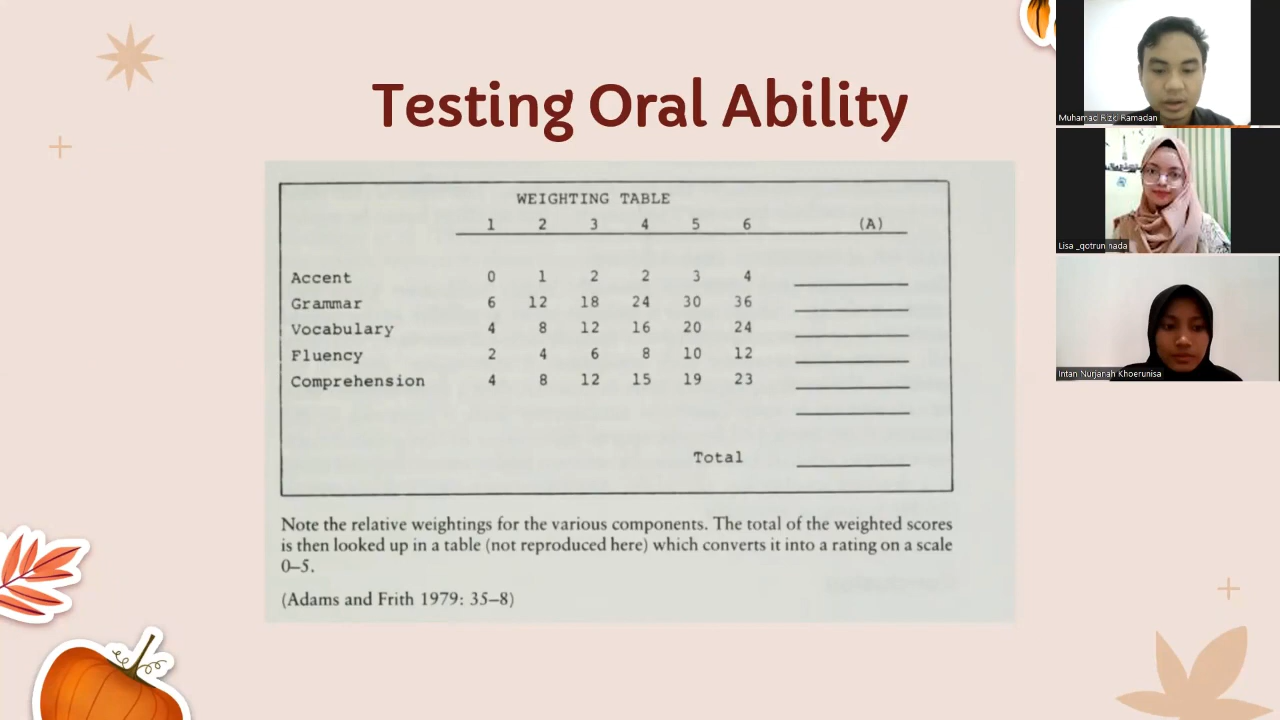 Testing Oral Ability
WEIGHTING TABLE
1 2 3 4 5 6 (A)
Accent 0 1 2 2 3 4
Grammar 6 12 18 24 30 36
Vocabulary 4 8 12 16 20 24
Fluency 2 4 6 8 10 12
Comprehension 4 8 12 15 19 23
Total
Note the relative weightings for the various components. The total of the weighted scores
is then looked up in a table (not reproduced here) which converts it into a rating on a scale
0–5.
(Adams and Frith 1979: 35–8)
Muhamad Rizki Ramadan
Lisa _qotrun nada
Intan Nurjanah Khoerunisa